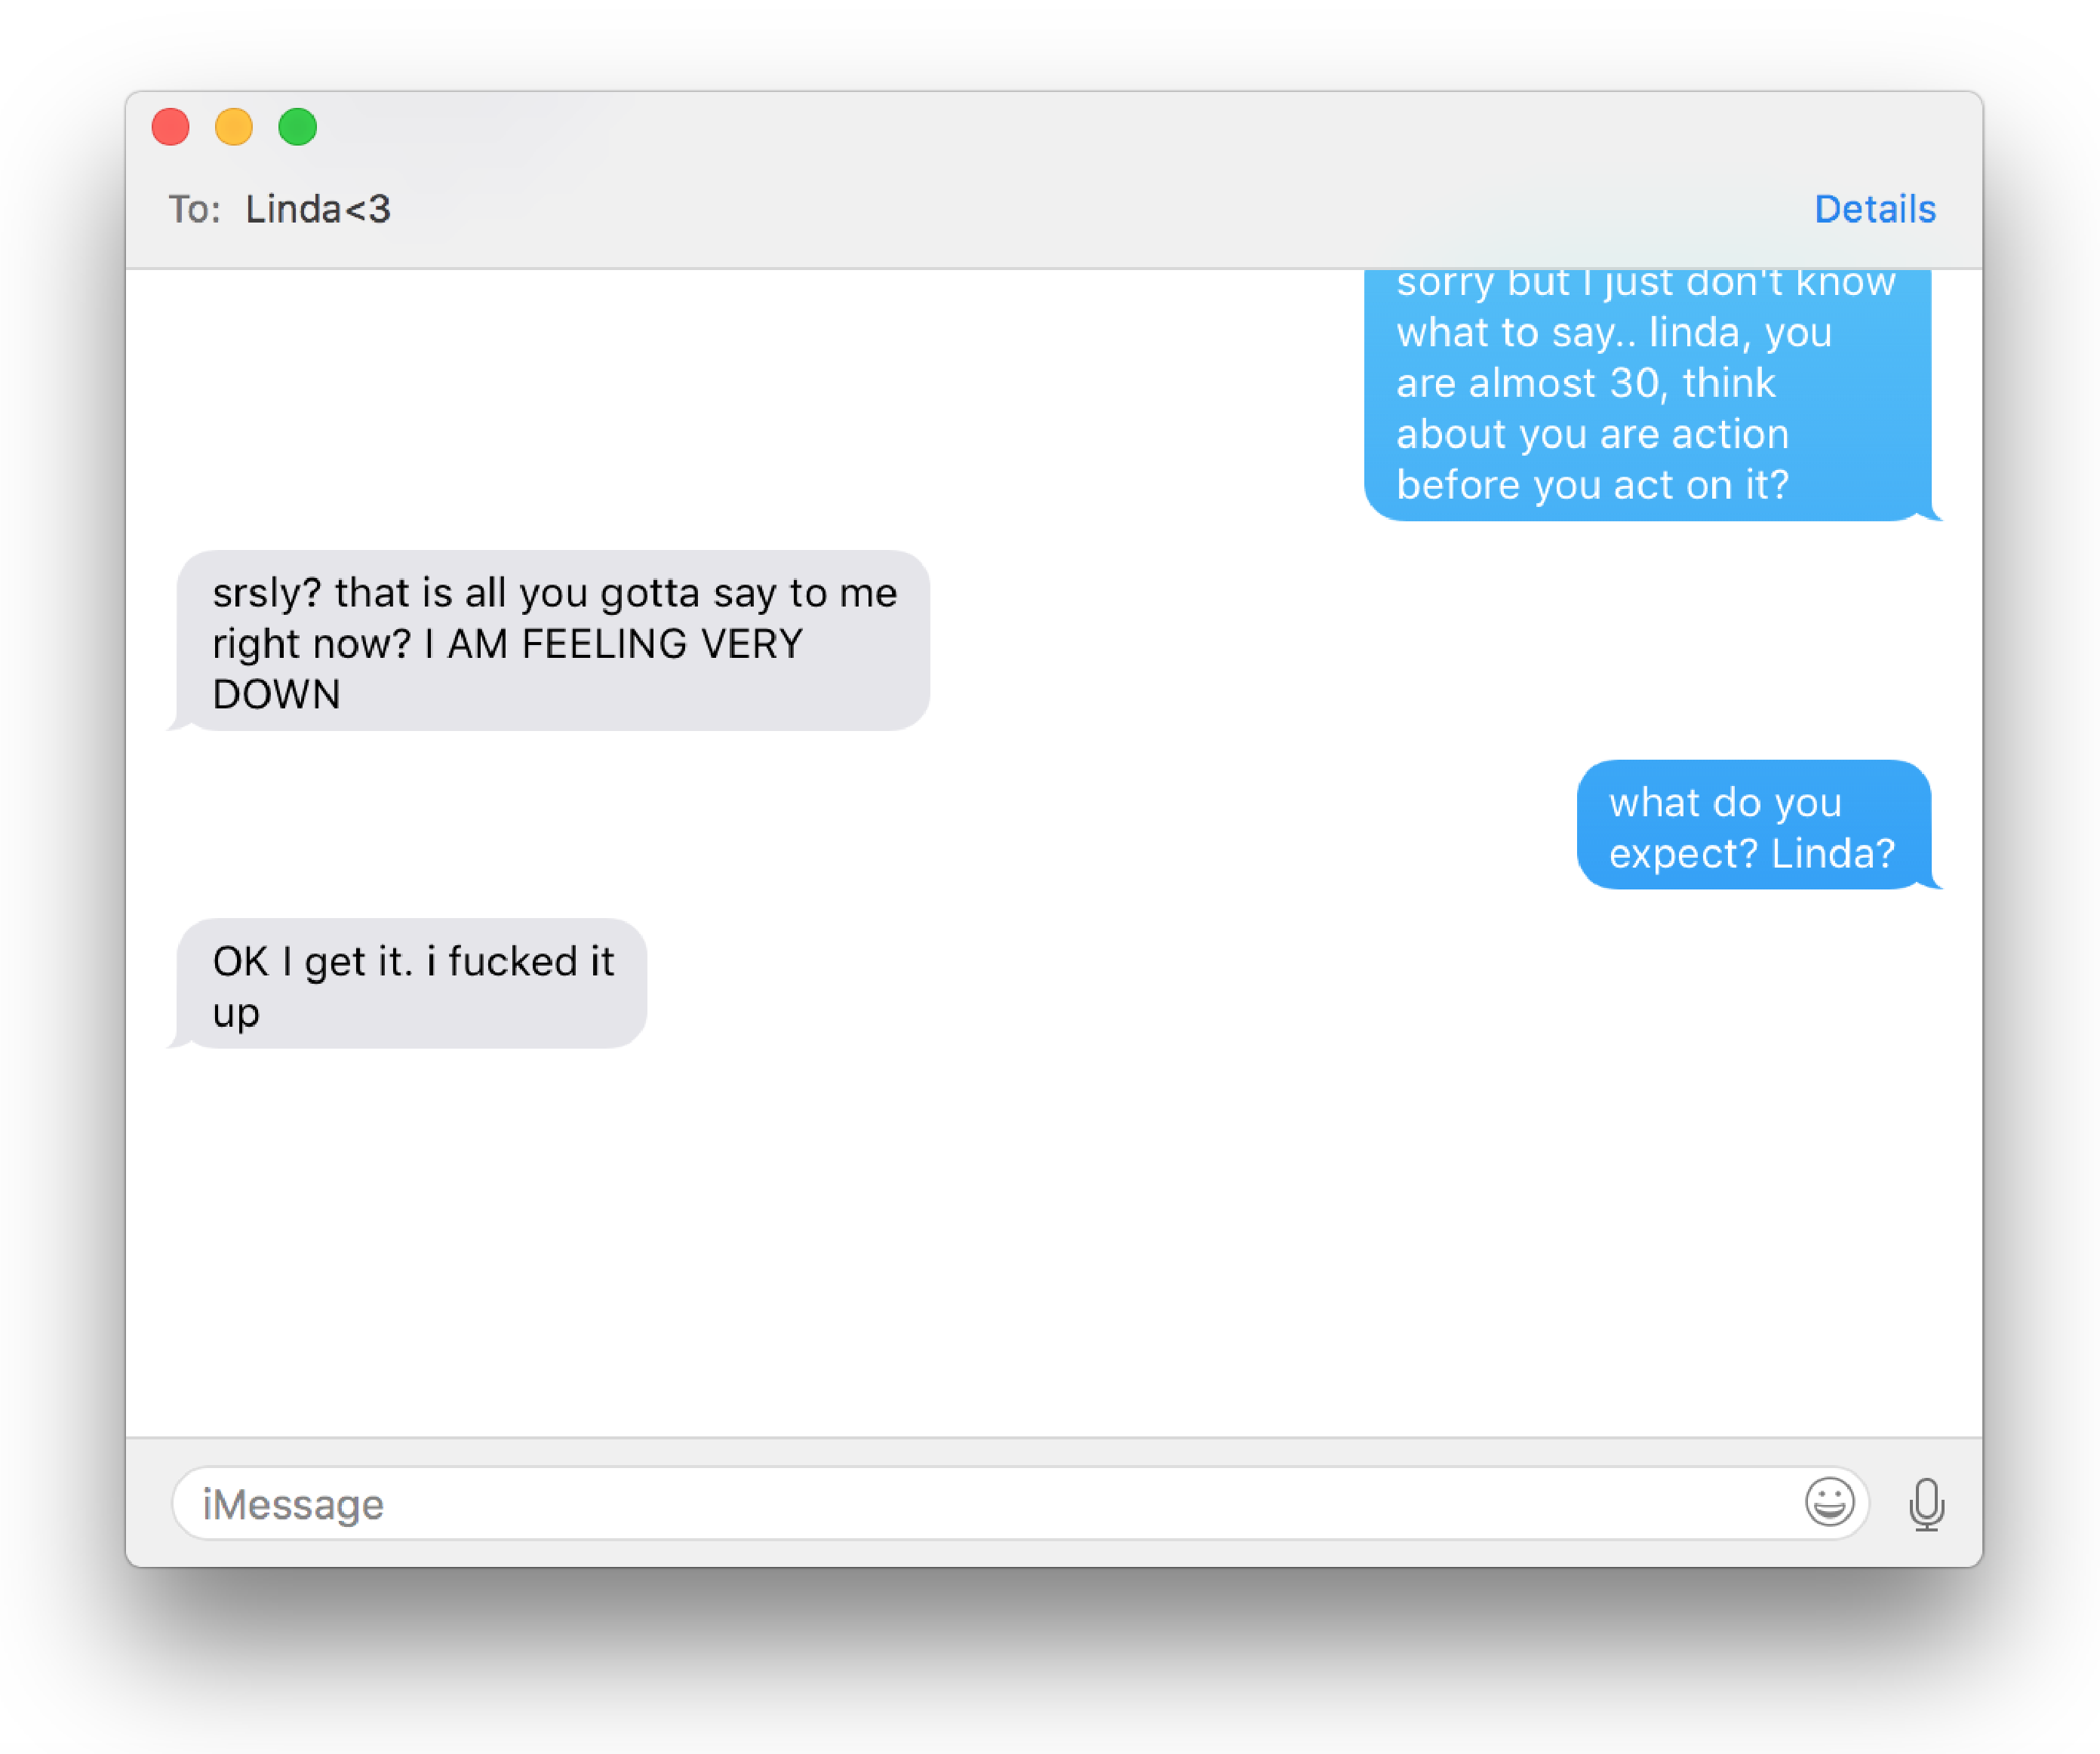 To: Linda<3
Details
sorry but I just don't know
what to say.. linda, you
are almost 30, think
about you are action
before you act on it?
srsly? that is all you gotta say to me
right now? I AM FEELING VERY
DOWN
what do you
expect? Linda?
OK I get it. i fucked it
up
iMessage